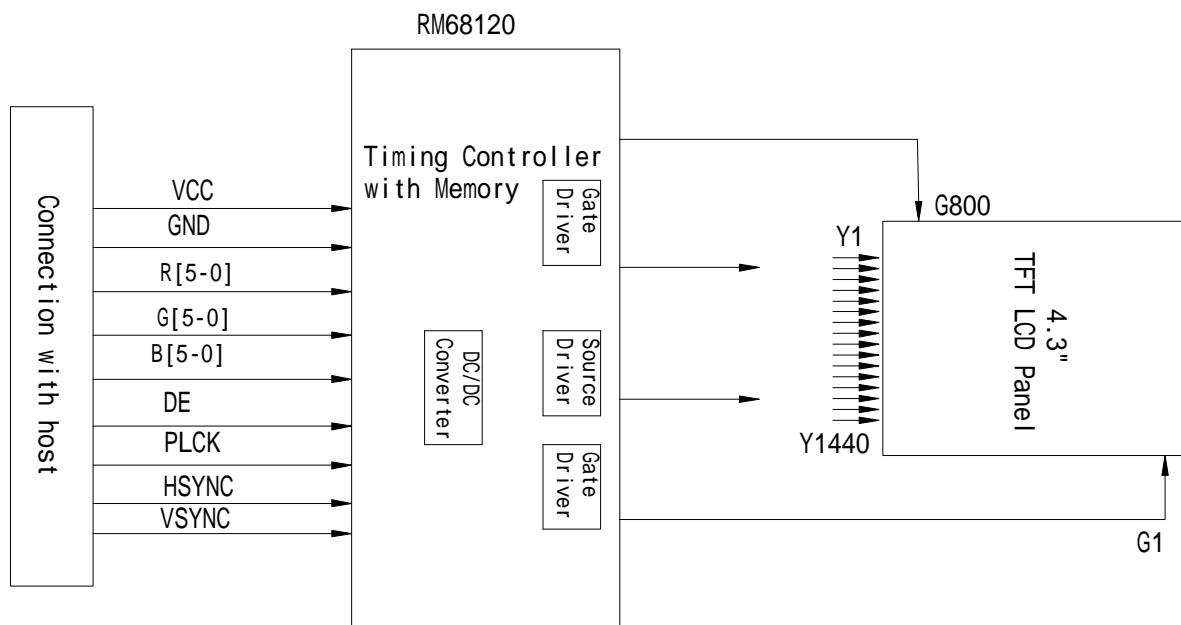 RM68120
Connection with host
VCC
GND
R[5-0]
G[5-0]
B[5-0]
DE
PLCK
HSYNC
VSYNC
Timing Controller
with Memory
Gate
Driver
DC/DC
Converter
Source
Driver
Gate
Driver
G800
Y1
Y1440
4.3"
TFT LCD Panel
G1